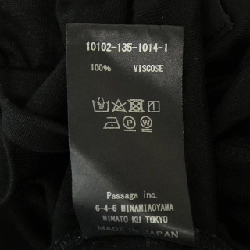 10102-135-1014-1
100% VISCOSE
Passage inc.
6-4-6 MINAMIAOYAMA
MINATO KU TOKYO
MADE IN JAPAN